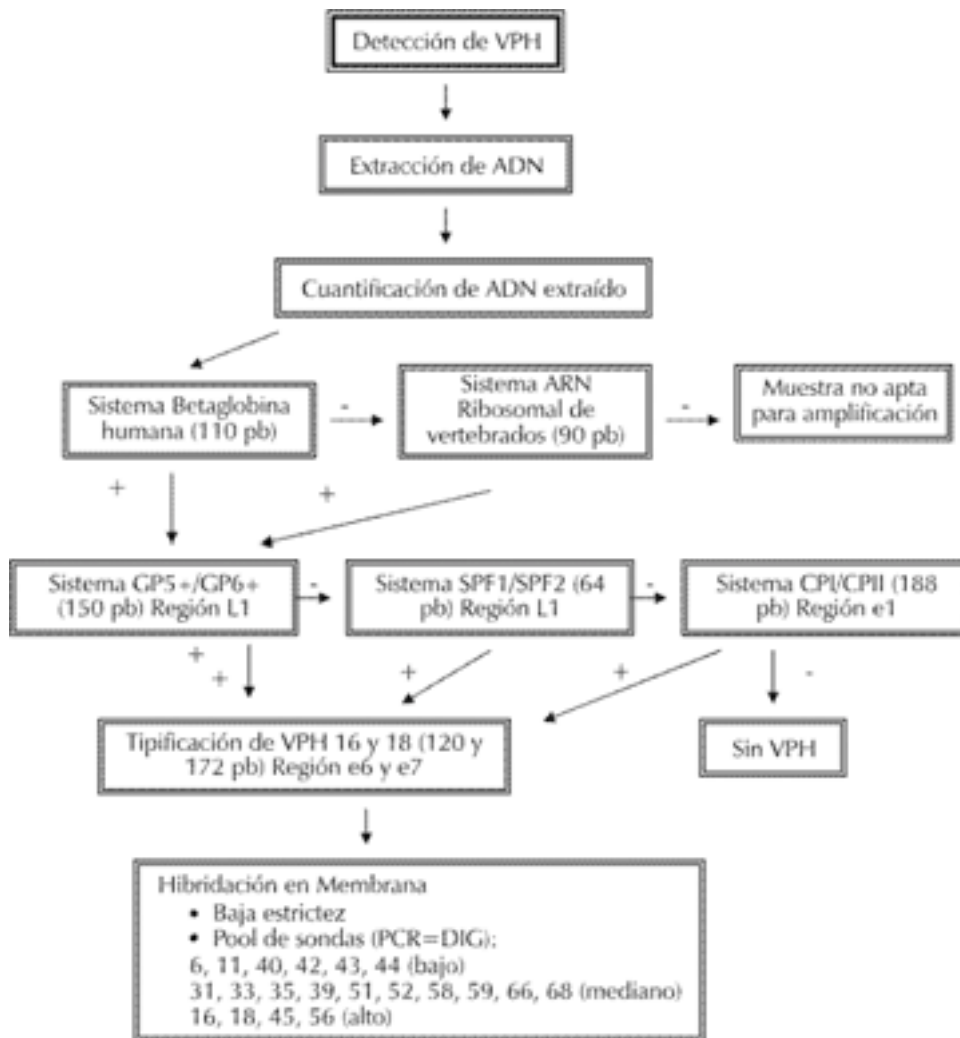 Detección de VPH
Extracción de ADN
Cuantificación de ADN extraído
Sistema Betaglobina
humana (110 pb)
-
Sistema ARN
Ribosomal de
vertebrados (90 pb)
-
Muestra no apta
para amplificación
+
+
Sistema GP5+/GP6+
(150 pb) Región L1
-
Sistema SPF1/SPF2 (64
pb) Región L1
-
Sistema CPI/CPII (188
pb) Región e1
+
+
+
+
-
Tipificación de VPH 16 y 18 (120 y
172 pb) Región e6 y e7
Sin VPH
Hibridación en Membrana
• Baja estrictez
• Pool de sondas (PCR=DIG);
6, 11, 40, 42, 43, 44 (bajo)
31, 33, 35, 39, 51, 52, 58, 59, 66, 68 (mediano)
16, 18, 45, 56 (alto)